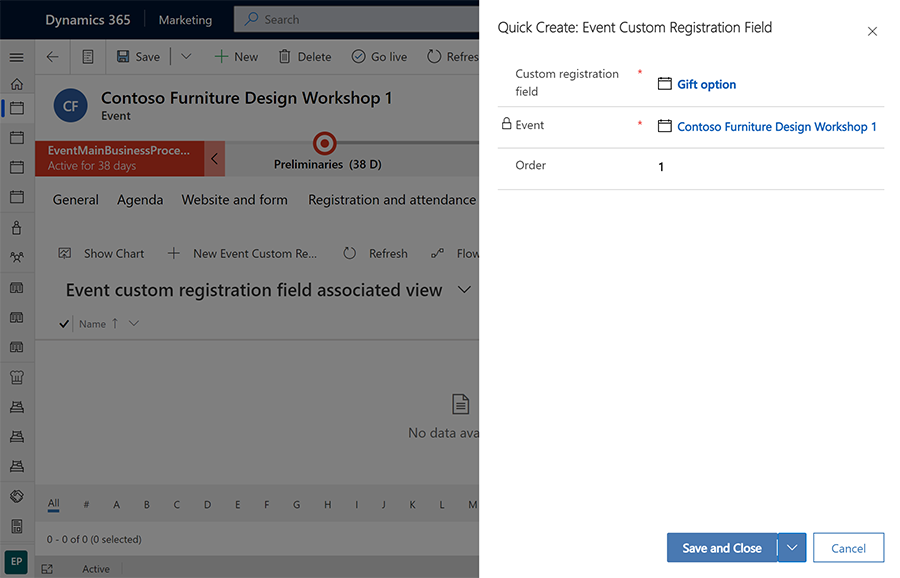 Dynamics 365
Marketing
Search
Save
New
Delete
Go live
Refres
CF
Contoso Furniture Design Workshop 1
Event
EventMainBusinessProce...
Active for 38 days
Preliminaries (38 D)
General
Agenda
Website and form
Registration and attendance
Show Chart
New Event Custom Re...
Refresh
Flow
Event custom registration field associated view
Name ↑
No data ava
All
#
A
B
C
D
E
F
G
H
I
J
K
L
M
0 - 0 of 0 (0 selected)
EP
Active
Quick Create: Event Custom Registration Field
Custom registration
field
*
Gift option
Event
*
Contoso Furniture Design Workshop 1
Order
1
Save and Close
Cancel